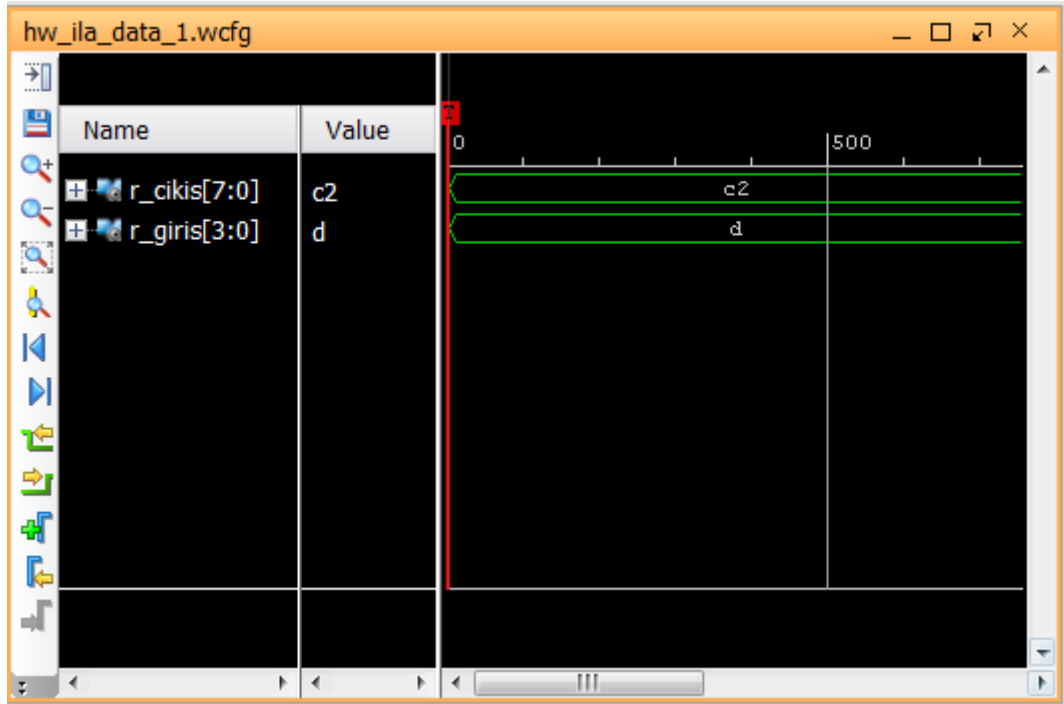 hw_ila_data_1.wcfg
Name Value
T
0 500
r_cikis[7:0] c2 c2
r_giris[3:0] d d